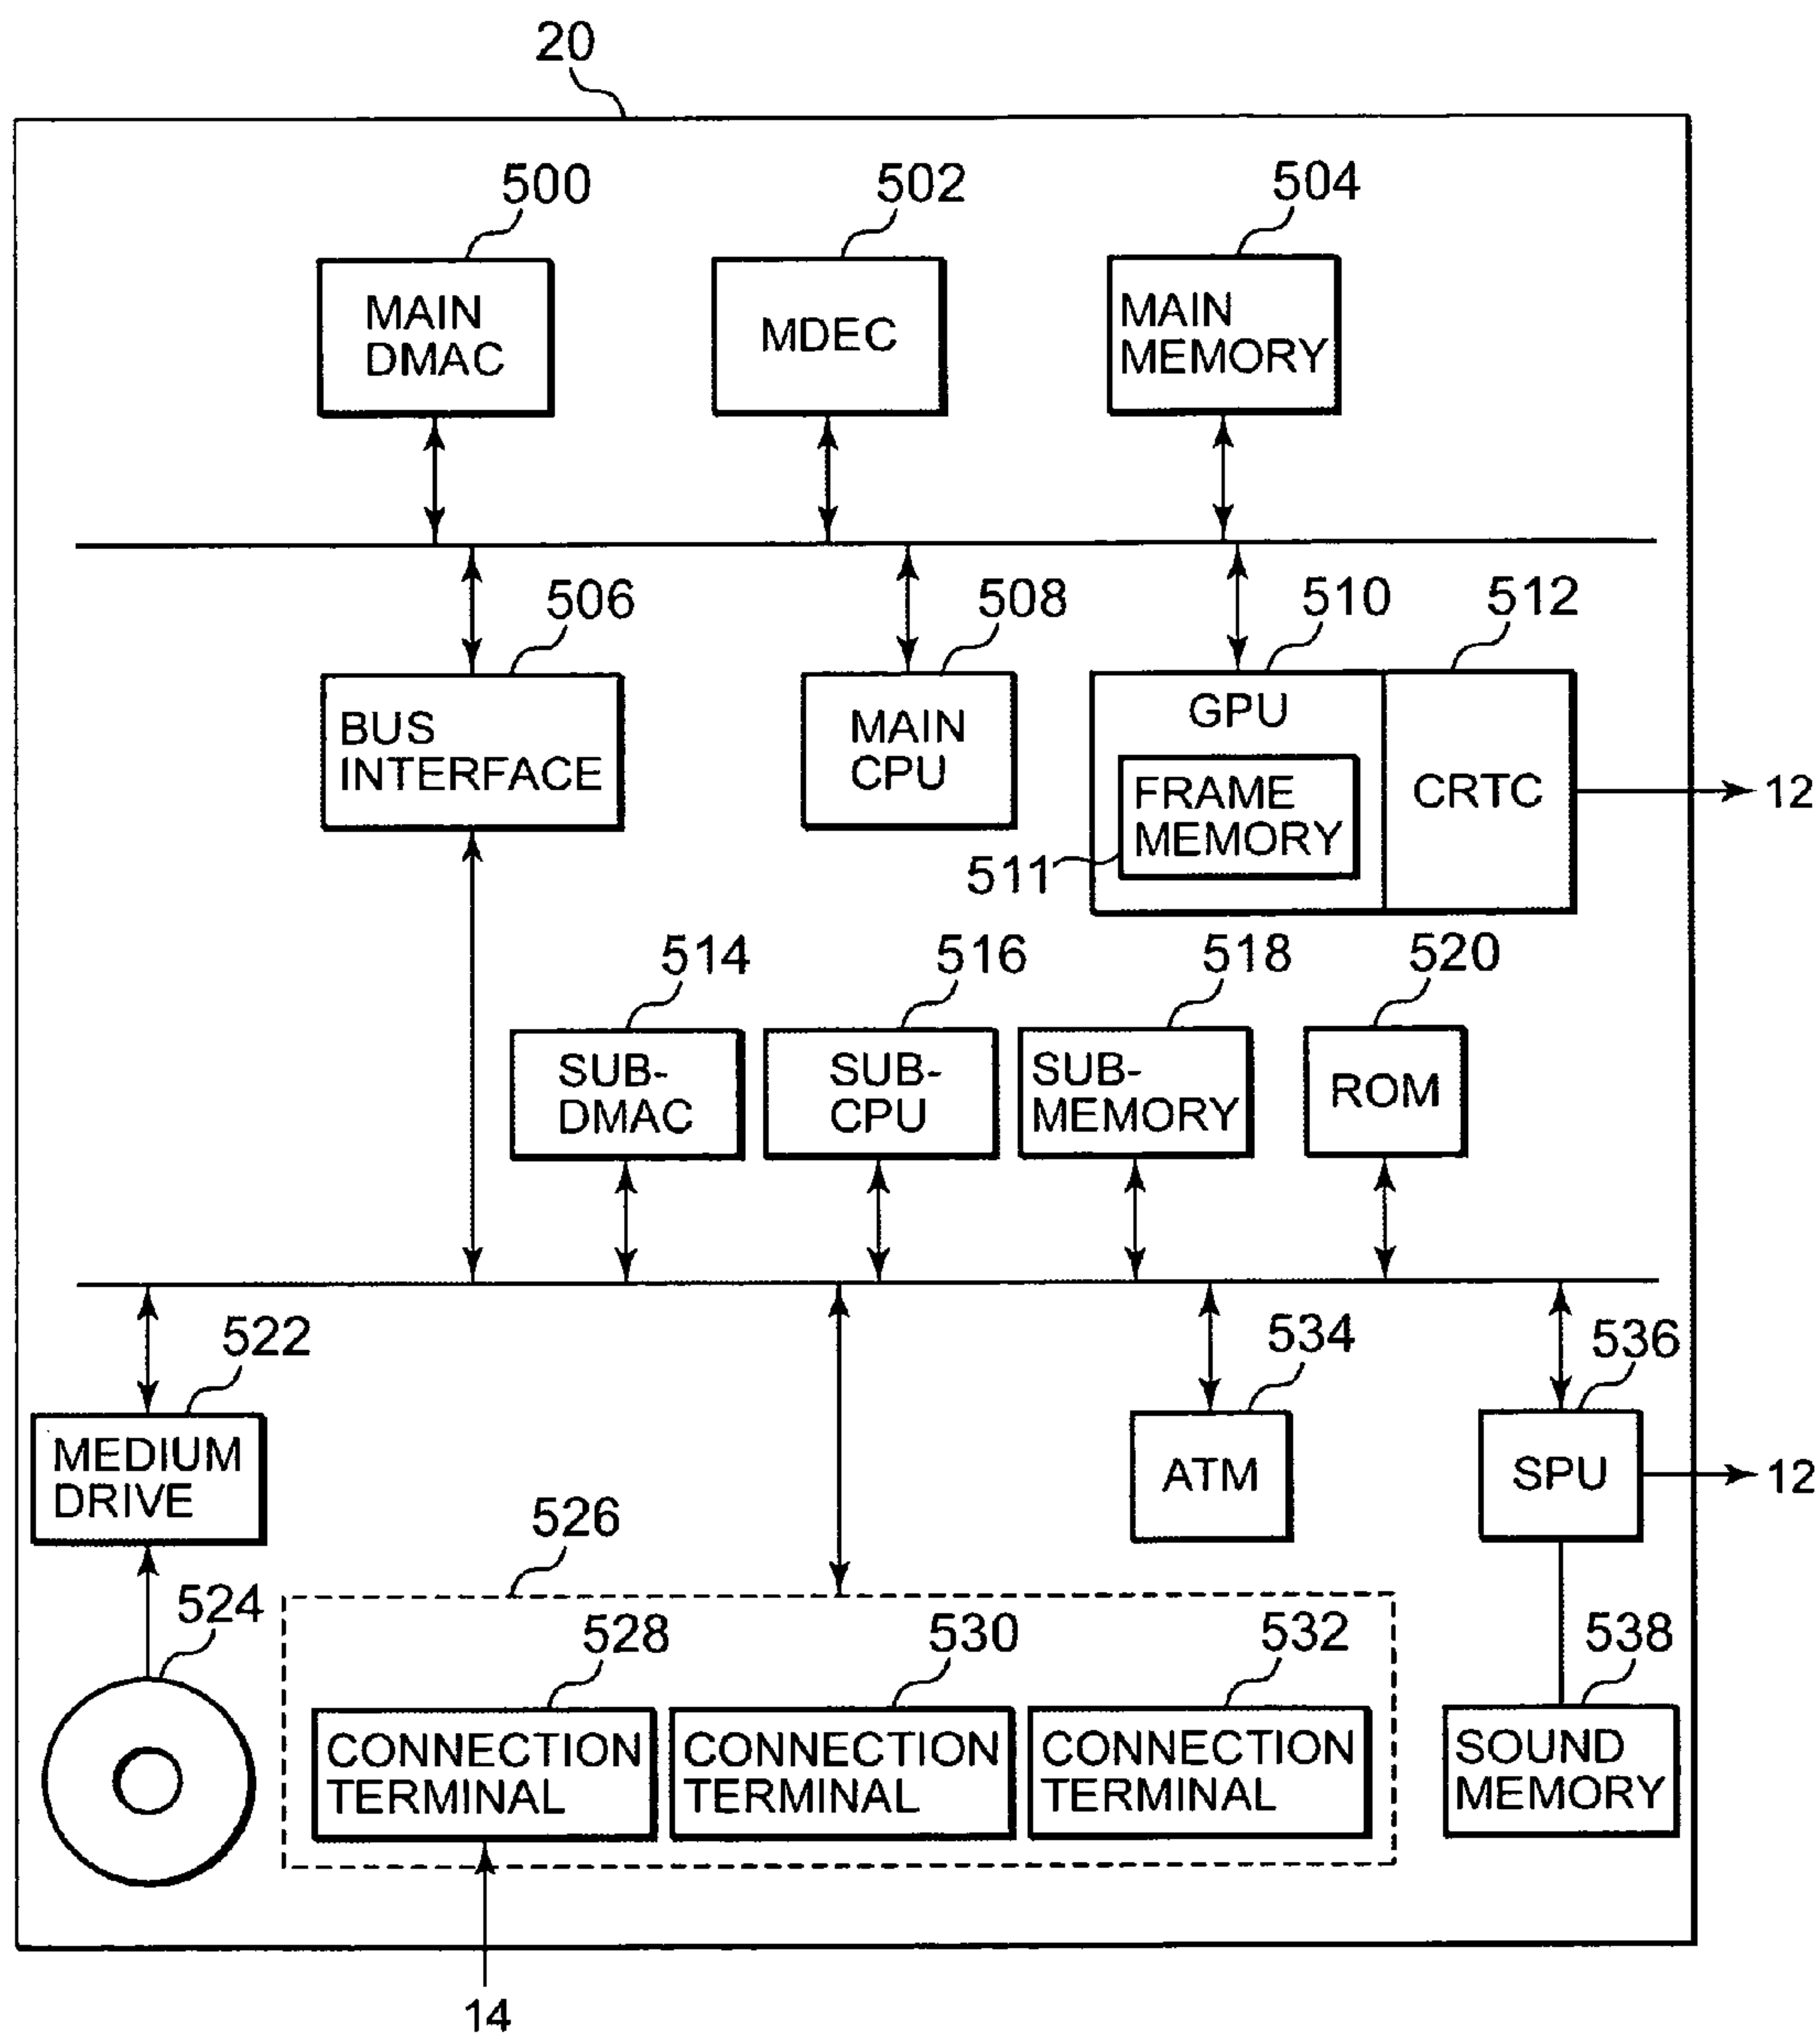 20
500
502
504
MAIN
DMAC
MDEC
MAIN
MEMORY
506
508
510
512
BUS
INTERFACE
MAIN
CPU
GPU
FRAME
MEMORY
511
CRTC
12
514
516
518
520
SUB-
DMAC
SUB-
CPU
SUB-
MEMORY
ROM
522
534
536
MEDIUM
DRIVE
ATM
SPU
12
524
526
528
530
532
538
CONNECTION
TERMINAL
CONNECTION
TERMINAL
CONNECTION
TERMINAL
SOUND
MEMORY
14